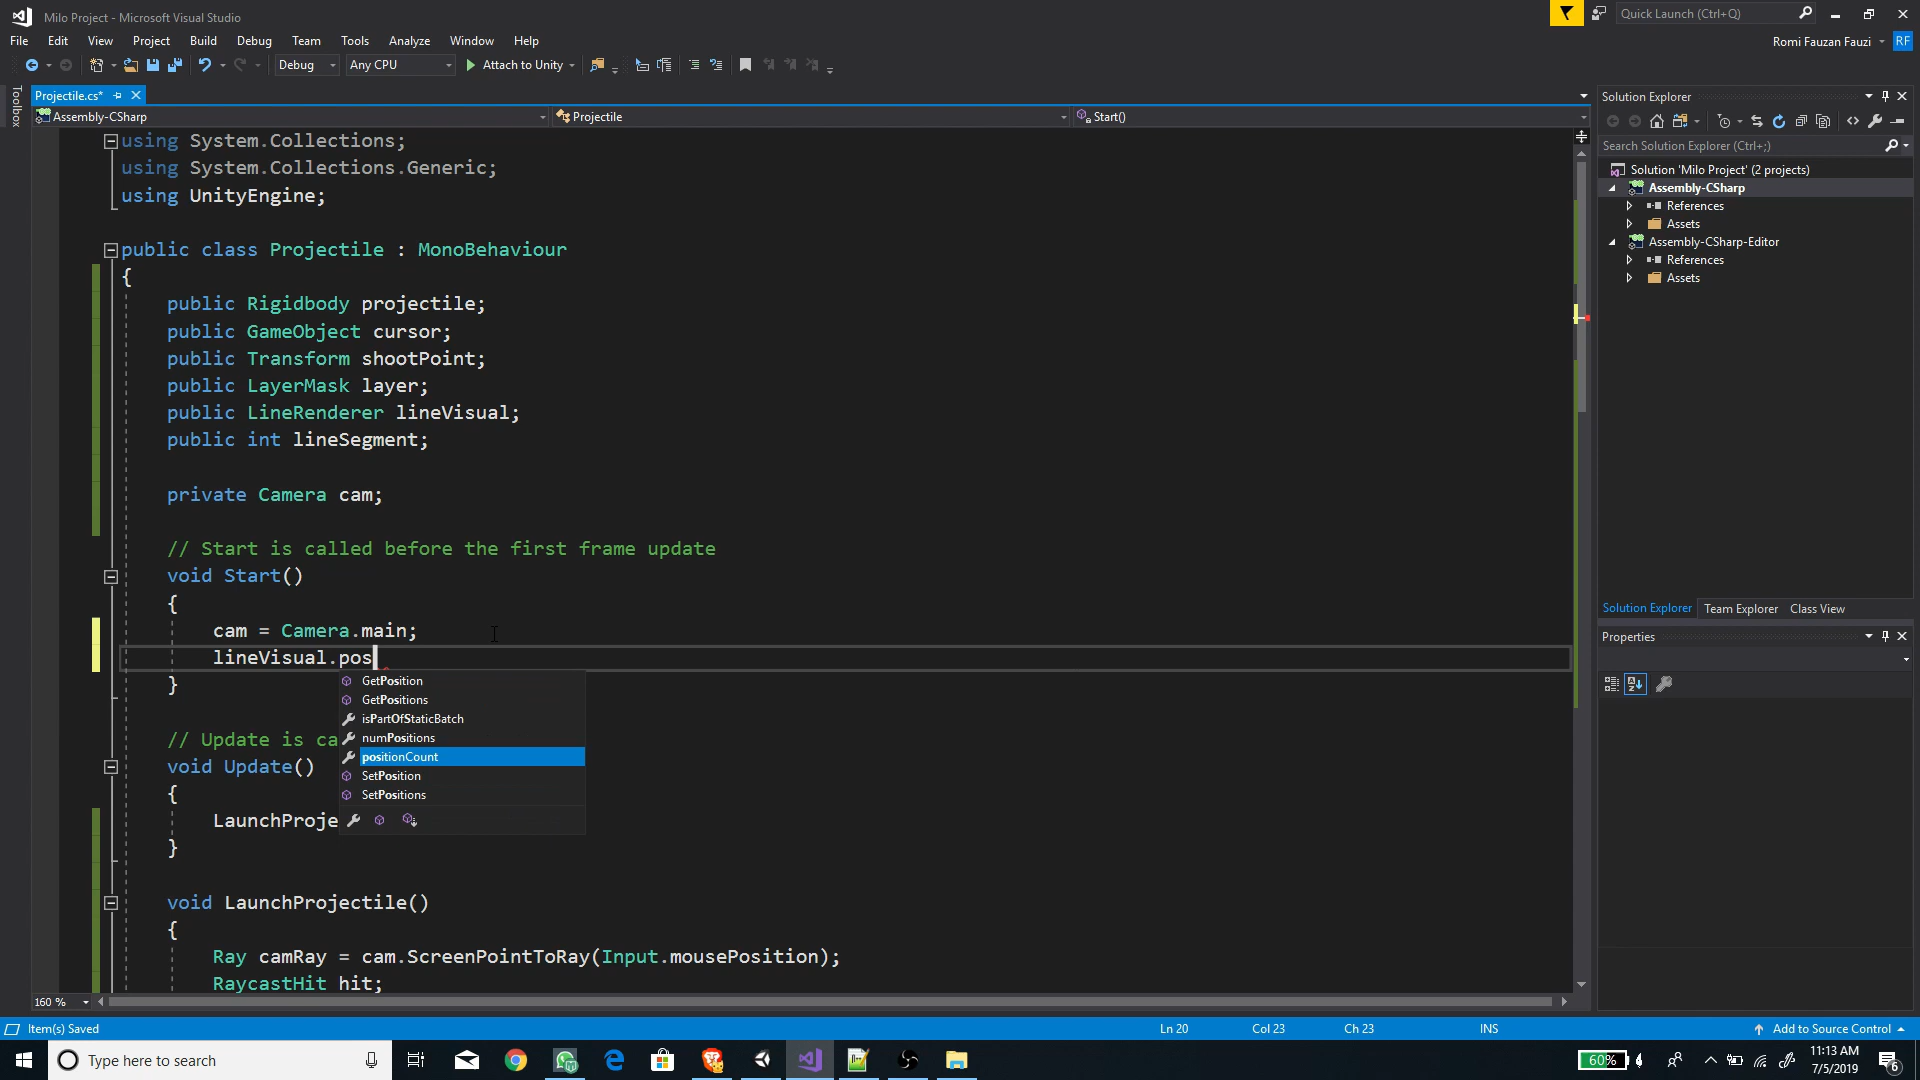 Milo Project - Microsoft Visual Studio
Quick Launch (Ctrl+Q)
File Edit View Project Build Debug Team Tools Analyze Window Help
Romi Fauzan Fauzi RF
Debug Any CPU Attach to Unity
Toolbox
Projectile.cs*
Assembly-CSharp Projectile Start()
using System.Collections;
using System.Collections.Generic;
using UnityEngine;
public class Projectile : MonoBehaviour
{
public Rigidbody projectile;
public GameObject cursor;
public Transform shootPoint;
public LayerMask layer;
public LineRenderer lineVisual;
public int lineSegment;
private Camera cam;
// Start is called before the first frame update
void Start()
{
cam = Camera.main;
lineVisual.pos
}
GetPosition
GetPositions
isPartOfStaticBatch
numPositions
positionCount
SetPosition
SetPositions
// Update is ca
void Update()
{
LaunchProje
}
void LaunchProjectile()
{
Ray camRay = cam.ScreenPointToRay(Input.mousePosition);
RaycastHit hit;
160 %
Solution Explorer
Search Solution Explorer (Ctrl+;)
Solution 'Milo Project' (2 projects)
Assembly-CSharp
References
Assets
Assembly-CSharp-Editor
References
Assets
Solution Explorer Team Explorer Class View
Properties
Item(s) Saved Ln 20 Col 23 Ch 23 INS Add to Source Control
Type here to search
60%
11:13 AM
7/5/2019
6